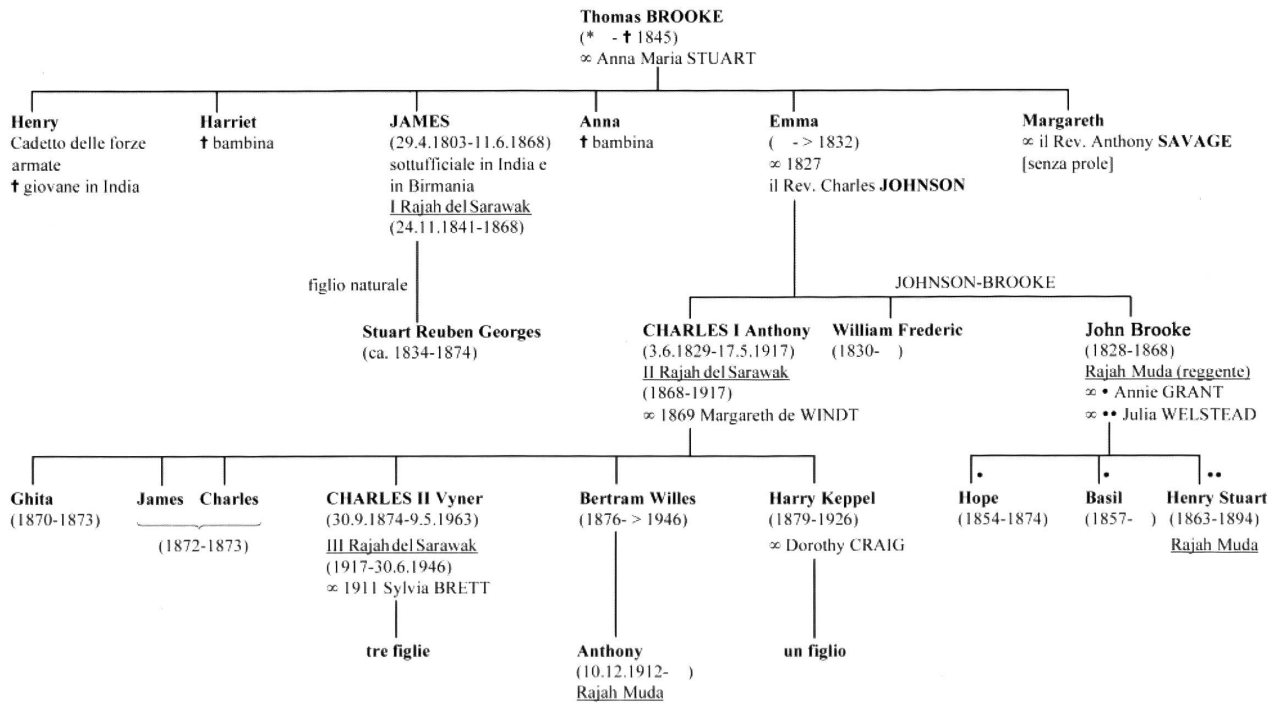 Thomas BROOKE
(* - ✝ 1845)
∞ Anna Maria STUART
Henry
Cadetto delle forze
armate
✝ giovane in India
Harriet
✝ bambina
JAMES
(29.4.1803-11.6.1868)
sottufficiale in India e
in Birmania
I Rajah del Sarawak
(24.11.1841-1868)
Anna
✝ bambina
Emma
( - > 1832)
∞ 1827
il Rev. Charles JOHNSON
Margareth
∞ il Rev. Anthony SAVAGE
[senza prole]
figlio naturale
JOHNSON-BROOKE
Stuart Reuben Georges
(ca. 1834-1874)
CHARLES I Anthony
(3.6.1829-17.5.1917)
II Rajah del Sarawak
(1868-1917)
∞ 1869 Margareth de WINDT
William Frederic
(1830- )
John Brooke
(1828-1868)
Rajah Muda (reggente)
∞ • Annie GRANT
∞ •• Julia WELSTEAD
Ghita
(1870-1873)
James Charles
(1872-1873)
CHARLES II Vyner
(30.9.1874-9.5.1963)
III Rajah del Sarawak
(1917-30.6.1946)
∞ 1911 Sylvia BRETT
Bertram Willes
(1876- > 1946)
Harry Keppel
(1879-1926)
∞ Dorothy CRAIG
•
Hope
(1854-1874)
•
Basil
(1857- )
••
Henry Stuart
(1863-1894)
Rajah Muda
tre figlie
Anthony
(10.12.1912- )
Rajah Muda
un figlio